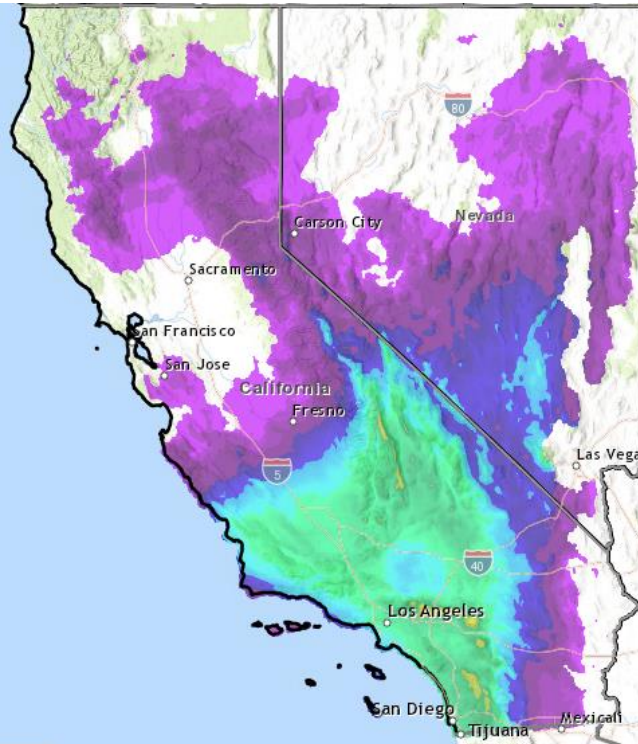 80
Nevada
Carson City
Sacramento
San Francisco
San Jose
California
Fresno
5
Las Vega
40
Los Angeles
San Diego
Mexicali
Tijuana